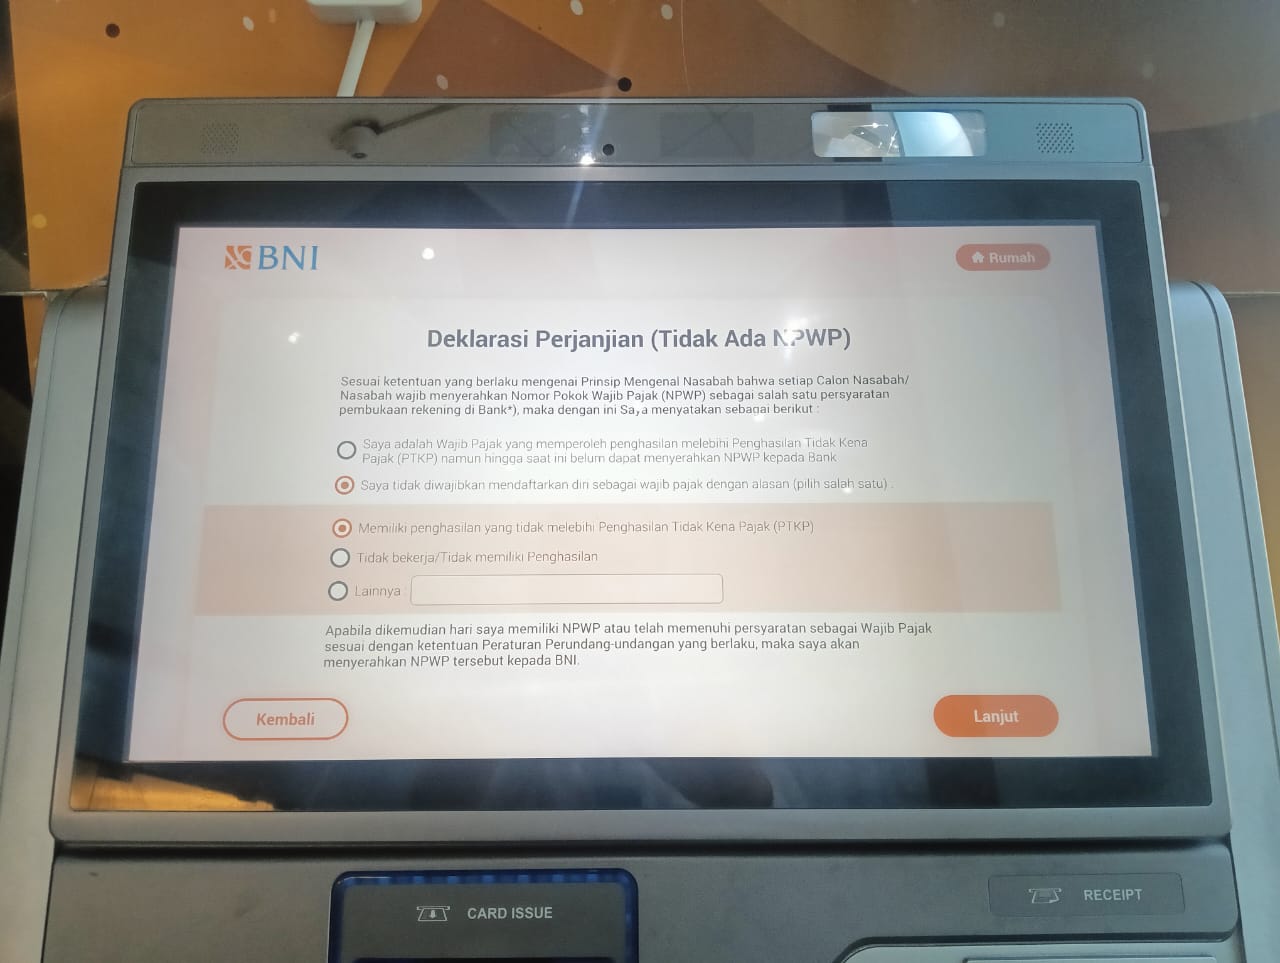 BNI
Rumah
Deklarasi Perjanjian (Tidak Ada NPWP)
Sesuai ketentuan yang berlaku mengenai Prinsip Mengenal Nasabah bahwa setiap Calon Nasabah/
Nasabah wajib menyerahkan Nomor Pokok Wajib Pajak (NPWP) sebagai salah satu persyaratan
pembukaan rekening di Bank*), maka dengan ini Saya menyatakan sebagai berikut :
Saya adalah Wajib Pajak yang memperoleh penghasilan melebihi Penghasilan Tidak Kena
Pajak (PTKP) namun hingga saat ini belum dapat menyerahkan NPWP kepada Bank
Saya tidak diwajibkan mendaftarkan diri sebagai wajib pajak dengan alasan (pilih salah satu) :
Memiliki penghasilan yang tidak melebihi Penghasilan Tidak Kena Pajak (PTKP)
Tidak bekerja/Tidak memiliki Penghasilan
Lainnya :
Apabila dikemudian hari saya memiliki NPWP atau telah memenuhi persyaratan sebagai Wajib Pajak
sesuai dengan ketentuan Peraturan Perundang-undangan yang berlaku, maka saya akan
menyerahkan NPWP tersebut kepada BNI.
Kembali
Lanjut
CARD ISSUE
RECEIPT